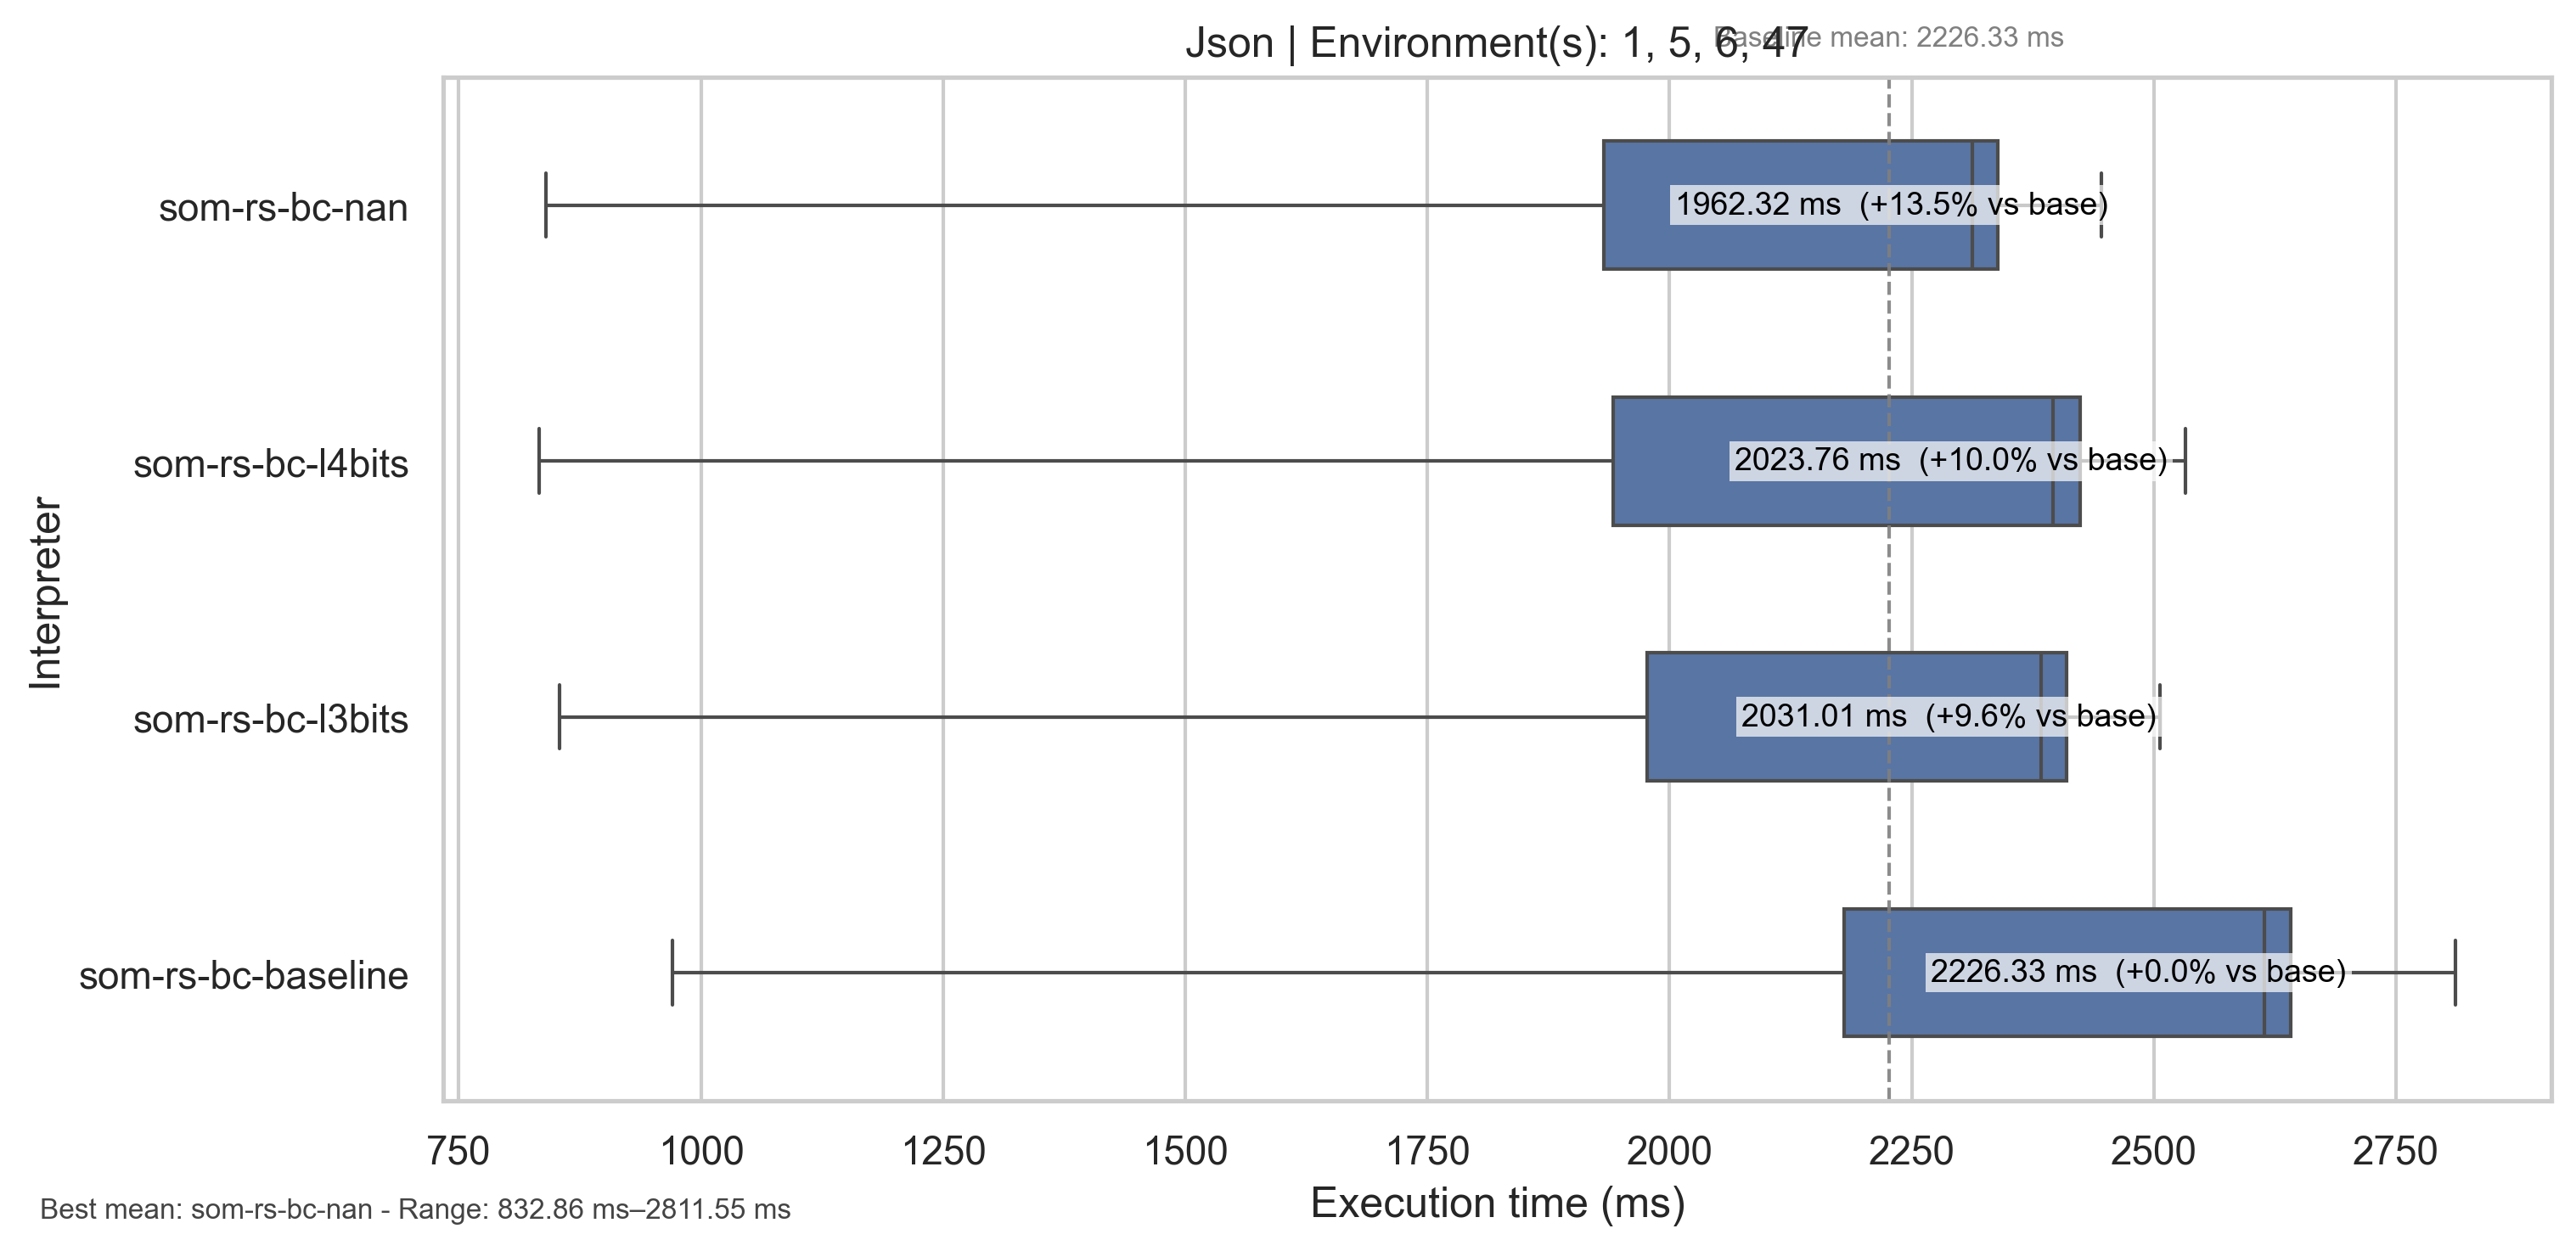 Json | Environment(s): 1, 5, 6, 47
Baseline mean: 2226.33 ms
Interpreter
som-rs-bc-nan
1962.32 ms (+13.5% vs base)
som-rs-bc-l4bits
2023.76 ms (+10.0% vs base)
som-rs-bc-l3bits
2031.01 ms (+9.6% vs base)
som-rs-bc-baseline
2226.33 ms (+0.0% vs base)
750 1000 1250 1500 1750 2000 2250 2500 2750
Execution time (ms)
Best mean: som-rs-bc-nan - Range: 832.86 ms–2811.55 ms